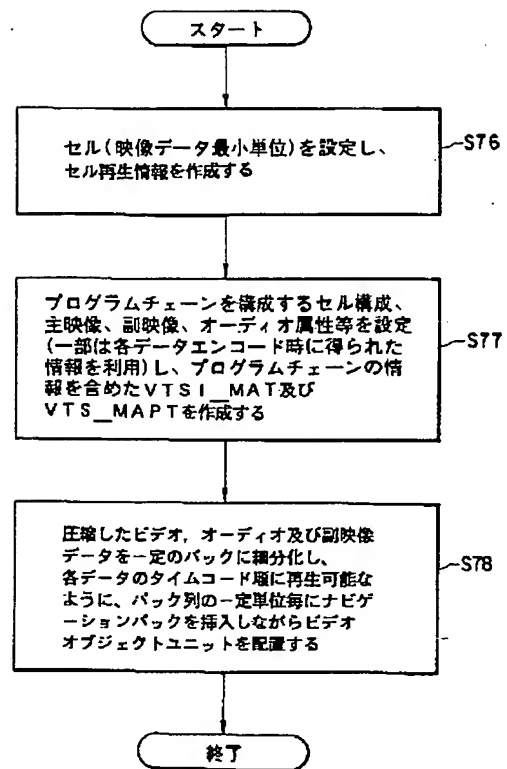 スタート
セル(映像データ最小単位)を設定し、
セル再生情報を作成する
S76
プログラムチェーンを構成するセル構成、
主映像、副映像、オーディオ属性等を設定
(一部は各データエンコード時に得られた
情報を利用)し、プログラムチェーンの情
報を含めたVTSI__MAT及び
VTS__MAPTを作成する
S77
圧縮したビデオ,オーディオ及び副映像
データを一定のパックに細分化し、
各データのタイムコード順に再生可能な
ように、パック列の一定単位毎にナビゲ
ーションパックを挿入しながらビデオ
オブジェクトユニットを配置する
S78
終了